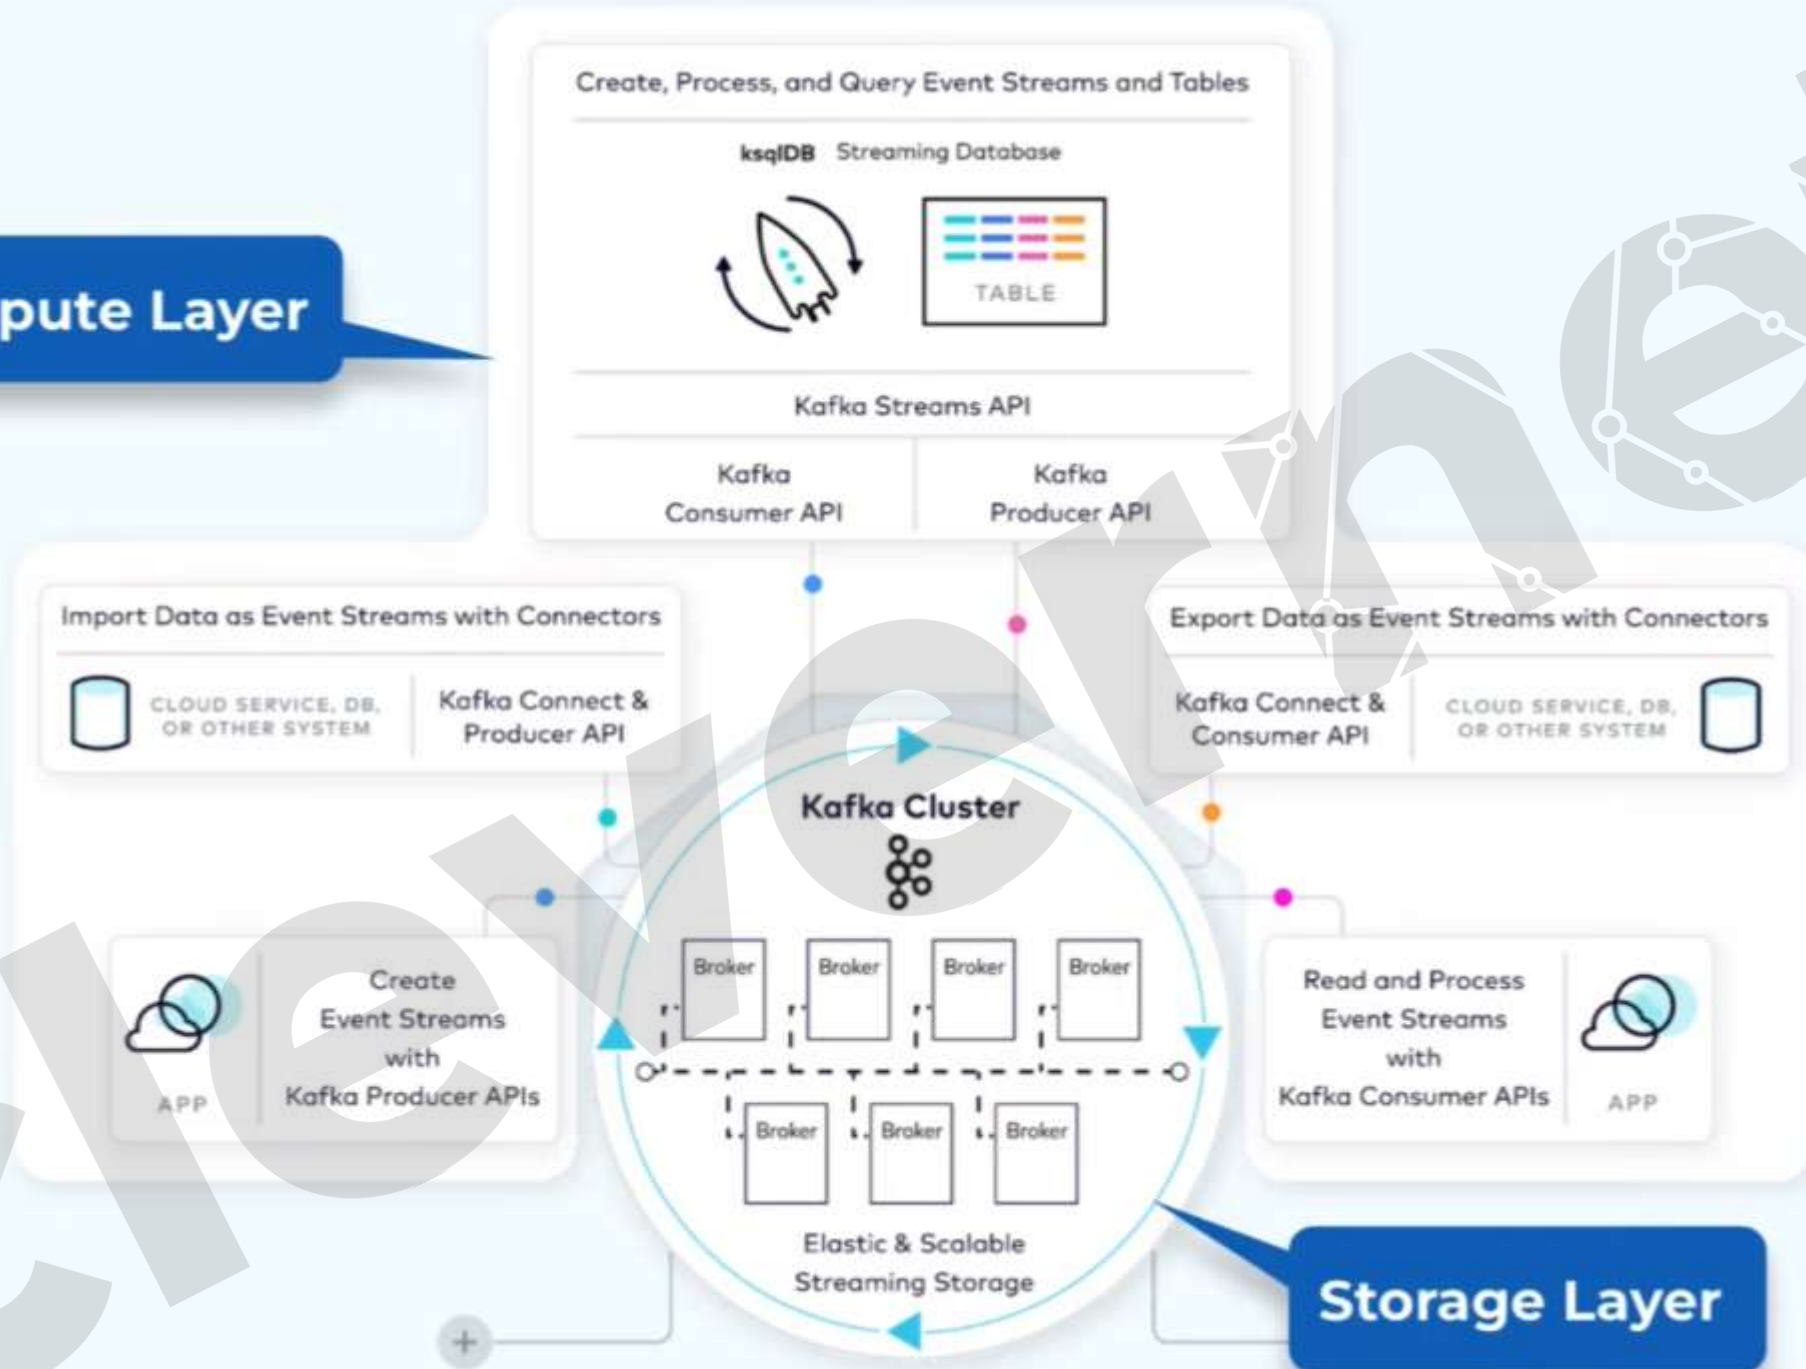 Create, Process, and Query Event Streams and Tables
ksqlDB Streaming Database
TABLE
pute Layer
Kafka Streams API
Kafka
Consumer API
Kafka
Producer API
Import Data as Event Streams with Connectors
CLOUD SERVICE, DB,
OR OTHER SYSTEM
Kafka Connect &
Producer API
Export Data as Event Streams with Connectors
Kafka Connect &
Consumer API
CLOUD SERVICE, DB,
OR OTHER SYSTEM
Kafka Cluster
Broker
Broker
Broker
Broker
Broker
Broker
Broker
Elastic & Scalable
Streaming Storage
APP
Create
Event Streams
with
Kafka Producer APIs
Read and Process
Event Streams
with
Kafka Consumer APIs
APP
Storage Layer
+
cleverne